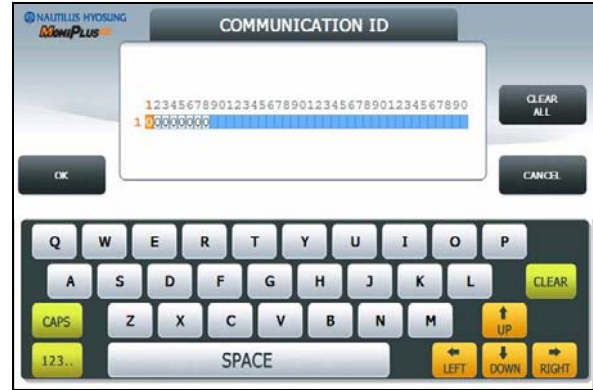 NAUTILUS HYOSUNG
MoniPlus
COMMUNICATION ID
1234567890123456789012345678901234567890
1 00000000
CLEAR
ALL
OK
CANCEL
Q W E R T Y U I O P
A S D F G H J K L CLEAR
CAPS Z X C V B N M UP
123.. SPACE LEFT DOWN RIGHT